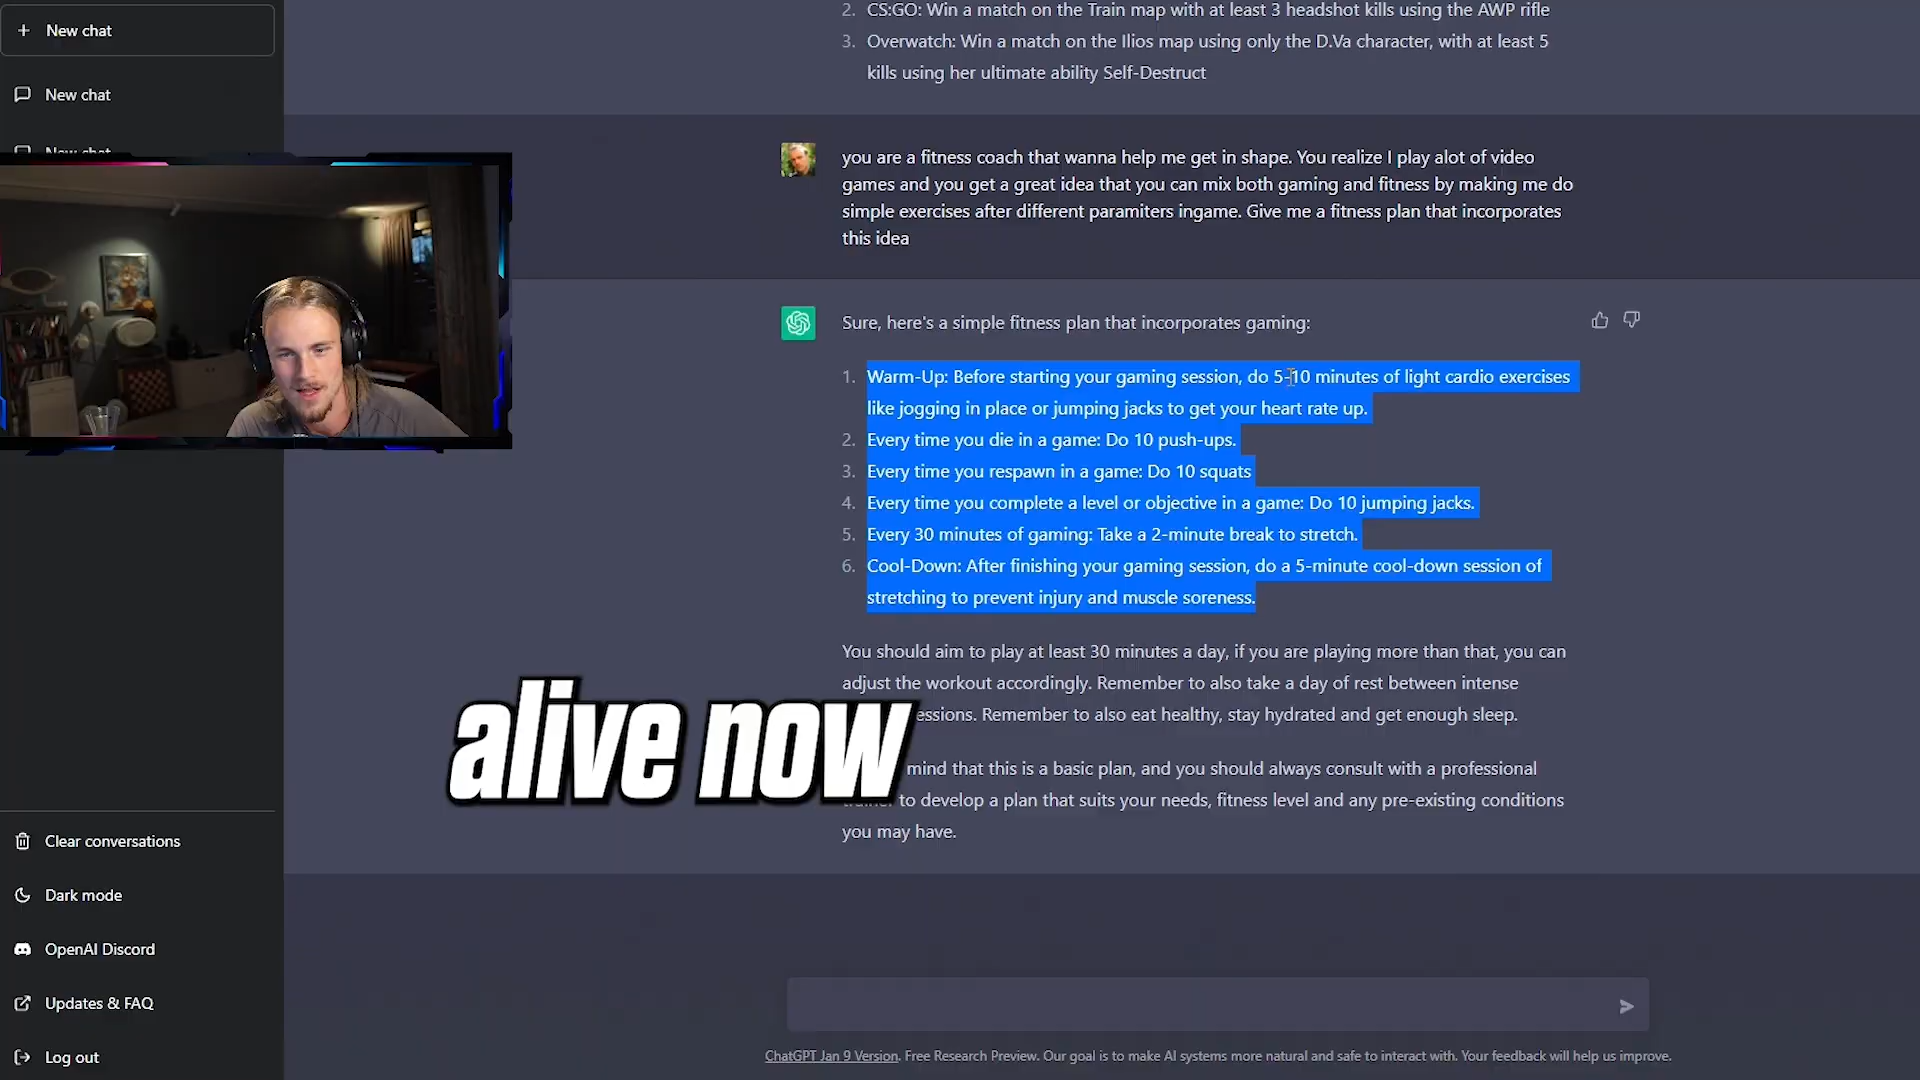 New chat
New chat
New chat
2. CS:GO: Win a match on the Train map with at least 3 headshot kills using the AWP rifle
3. Overwatch: Win a match on the Ilios map using only the D.Va character, with at least 5
kills using her ultimate ability Self-Destruct
you are a fitness coach that wanna help me get in shape. You realize I play alot of video
games and you get a great idea that you can mix both gaming and fitness by making me do
simple exercises after different paramiters ingame. Give me a fitness plan that incorporates
this idea
Sure, here's a simple fitness plan that incorporates gaming:
1. Warm-Up: Before starting your gaming session, do 5-10 minutes of light cardio exercises
like jogging in place or jumping jacks to get your heart rate up.
2. Every time you die in a game: Do 10 push-ups.
3. Every time you respawn in a game: Do 10 squats
4. Every time you complete a level or objective in a game: Do 10 jumping jacks.
5. Every 30 minutes of gaming: Take a 2-minute break to stretch.
6. Cool-Down: After finishing your gaming session, do a 5-minute cool-down session of
stretching to prevent injury and muscle soreness.
You should aim to play at least 30 minutes a day, if you are playing more than that, you can
adjust the workout accordingly. Remember to also take a day of rest between intense
essions. Remember to also eat healthy, stay hydrated and get enough sleep.
mind that this is a basic plan, and you should always consult with a professional
to develop a plan that suits your needs, fitness level and any pre-existing conditions
you may have.
alive now
Clear conversations
Dark mode
OpenAI Discord
Updates & FAQ
Log out
ChatGPT Jan 9 Version. Free Research Preview. Our goal is to make AI systems more natural and safe to interact with. Your feedback will help us improve.